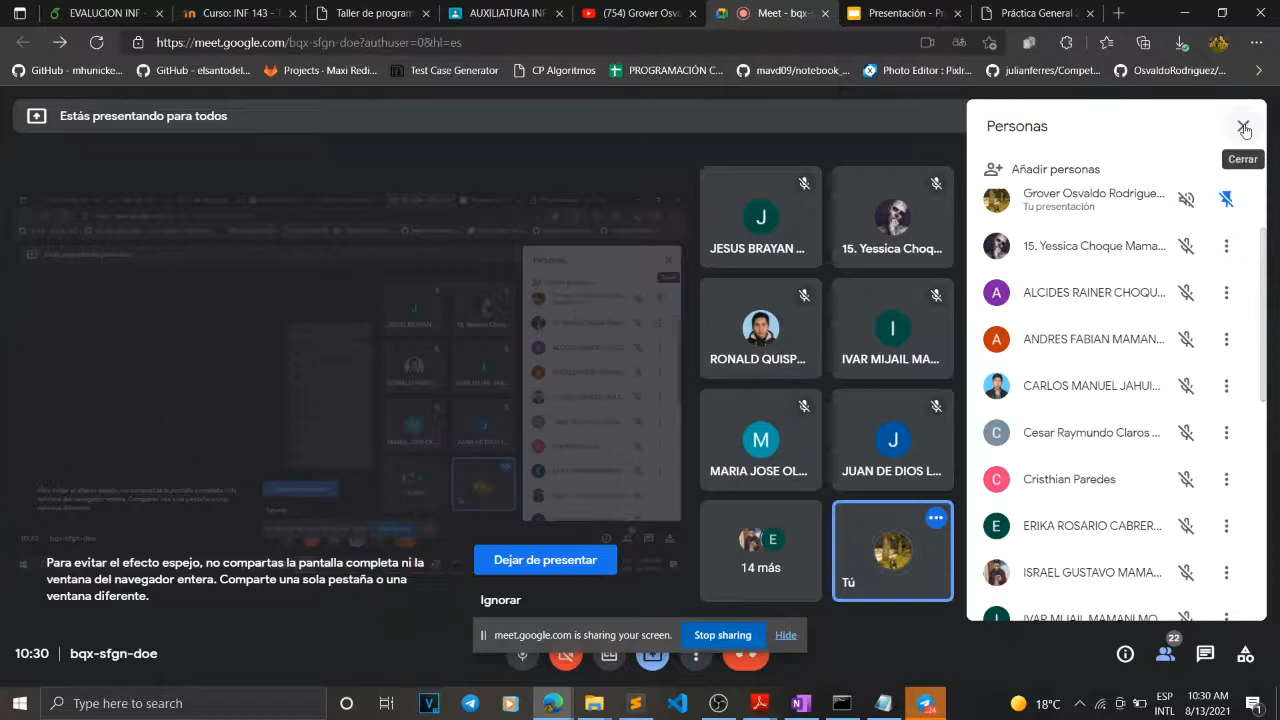 EVALUCION INF
Curso: INF 143 - T
Taller de program
AUXILIATURA INF
(754) Grover Osv
Meet - bqx-
Presentación - P
Práctica General
https://meet.google.com/bqx-sfgn-doe?authuser=0&hl=es
GitHub - mhunicke...
GitHub - elsantodel...
Projects · Maxi Redi...
Test Case Generator
CP Algoritmos
PROGRAMACIÓN C...
mavd09/notebook_...
Photo Editor : Pixlr...
julianferres/Compet...
OsvaldoRodriguez/...
Estás presentando para todos
Personas
Cerrar
Añadir personas
Grover Osvaldo Rodrigue...
Tu presentación
15. Yessica Choque Mama...
ALCIDES RAINER CHOQU...
ANDRES FABIAN MAMAN...
CARLOS MANUEL JAHUI...
Cesar Raymundo Claros ...
Cristhian Paredes
ERIKA ROSARIO CABRER...
ISRAEL GUSTAVO MAMA...
IVAR MIJAIL MAMANI MO...
J
JESUS BRAYAN ...
15. Yessica Choq...
RONALD QUISP...
I
IVAR MIJAIL MA...
M
MARIA JOSE OL...
J
JUAN DE DIOS L...
E
14 más
Tú
A
A
C
C
E
I
Para evitar el efecto espejo, no compartas la pantalla completa ni la
ventana del navegador entera. Comparte una sola pestaña o una
ventana diferente.
Dejar de presentar
Ignorar
meet.google.com is sharing your screen.
Stop sharing
Hide
10:30 | bqx-sfgn-doe
22
Type here to search
24
18°C
ESP
INTL
10:30 AM
8/13/2021